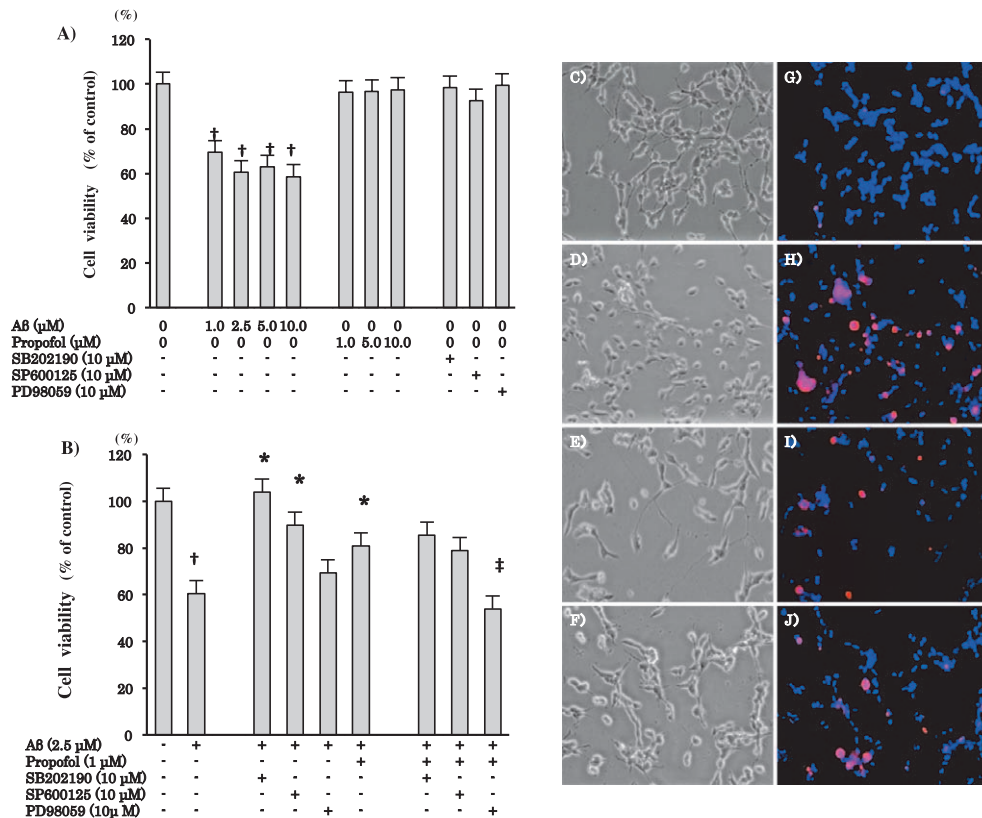 A)
(%)
Cell viability (% of control)
120
100
80
60
40
20
0
† † † †
Aß (µM) 0 1.0 2.5 5.0 10.0 0 0 0 0 0 0
Propofol (µM) 0 0 0 0 0 1.0 5.0 10.0 0 0 0
SB202190 (10 µM) - - - - - - - - + - -
SP600125 (10 µM) - - - - - - - - - + -
PD98059 (10 µM) - - - - - - - - - - +
B)
(%)
Cell viability (% of control)
120
100
80
60
40
20
0
† * * * ‡
Aß (2.5 µM) - + + + + + + + +
Propofol (1 µM) - - - - - + + + +
SB202190 (10 µM) - - + - - - + - -
SP600125 (10 µM) - - - + - - - + -
PD98059 (10µ M) - - - - + - - - +
C)
G)
D)
H)
E)
I)
F)
J)